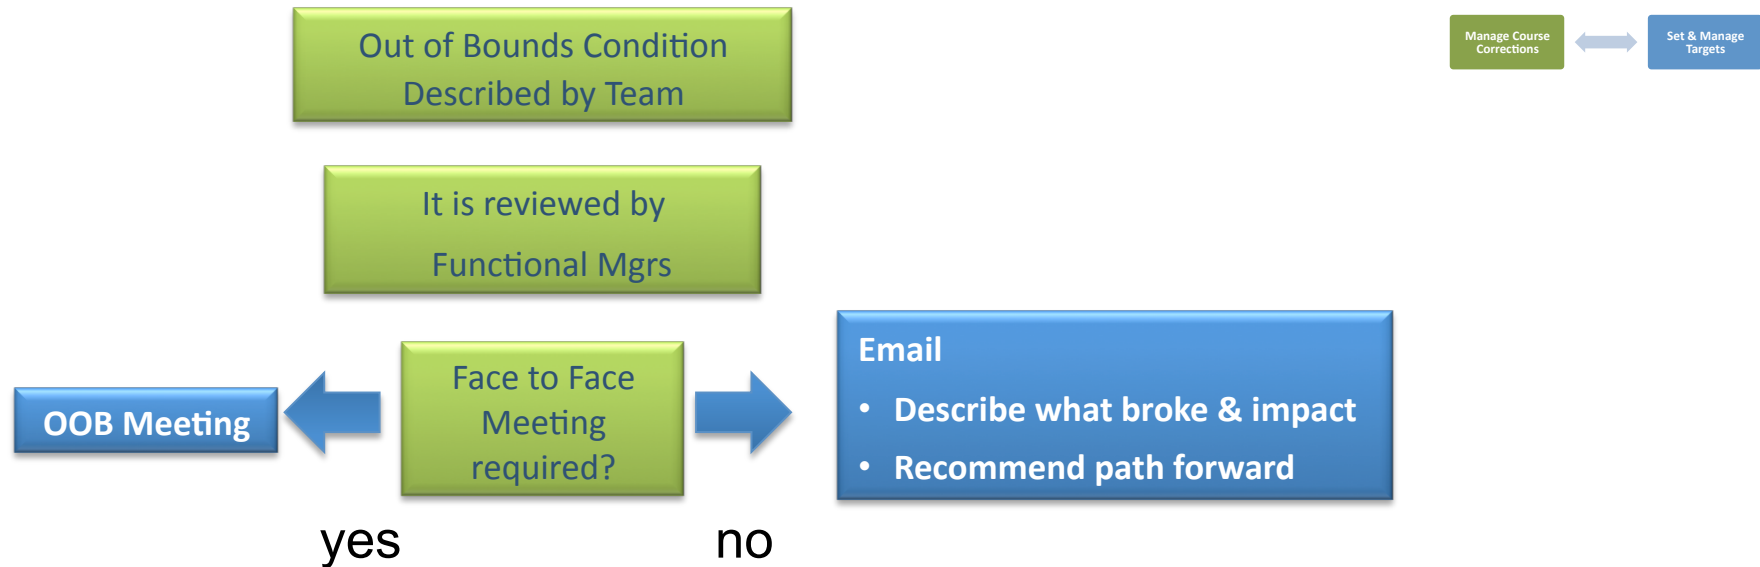 Out of Bounds Condition
Described by Team
Manage Course
Corrections
Set & Manage
Targets
It is reviewed by
Functional Mgrs
OOB Meeting
Face to Face
Meeting
required?
Email
• Describe what broke & impact
• Recommend path forward
yes
no